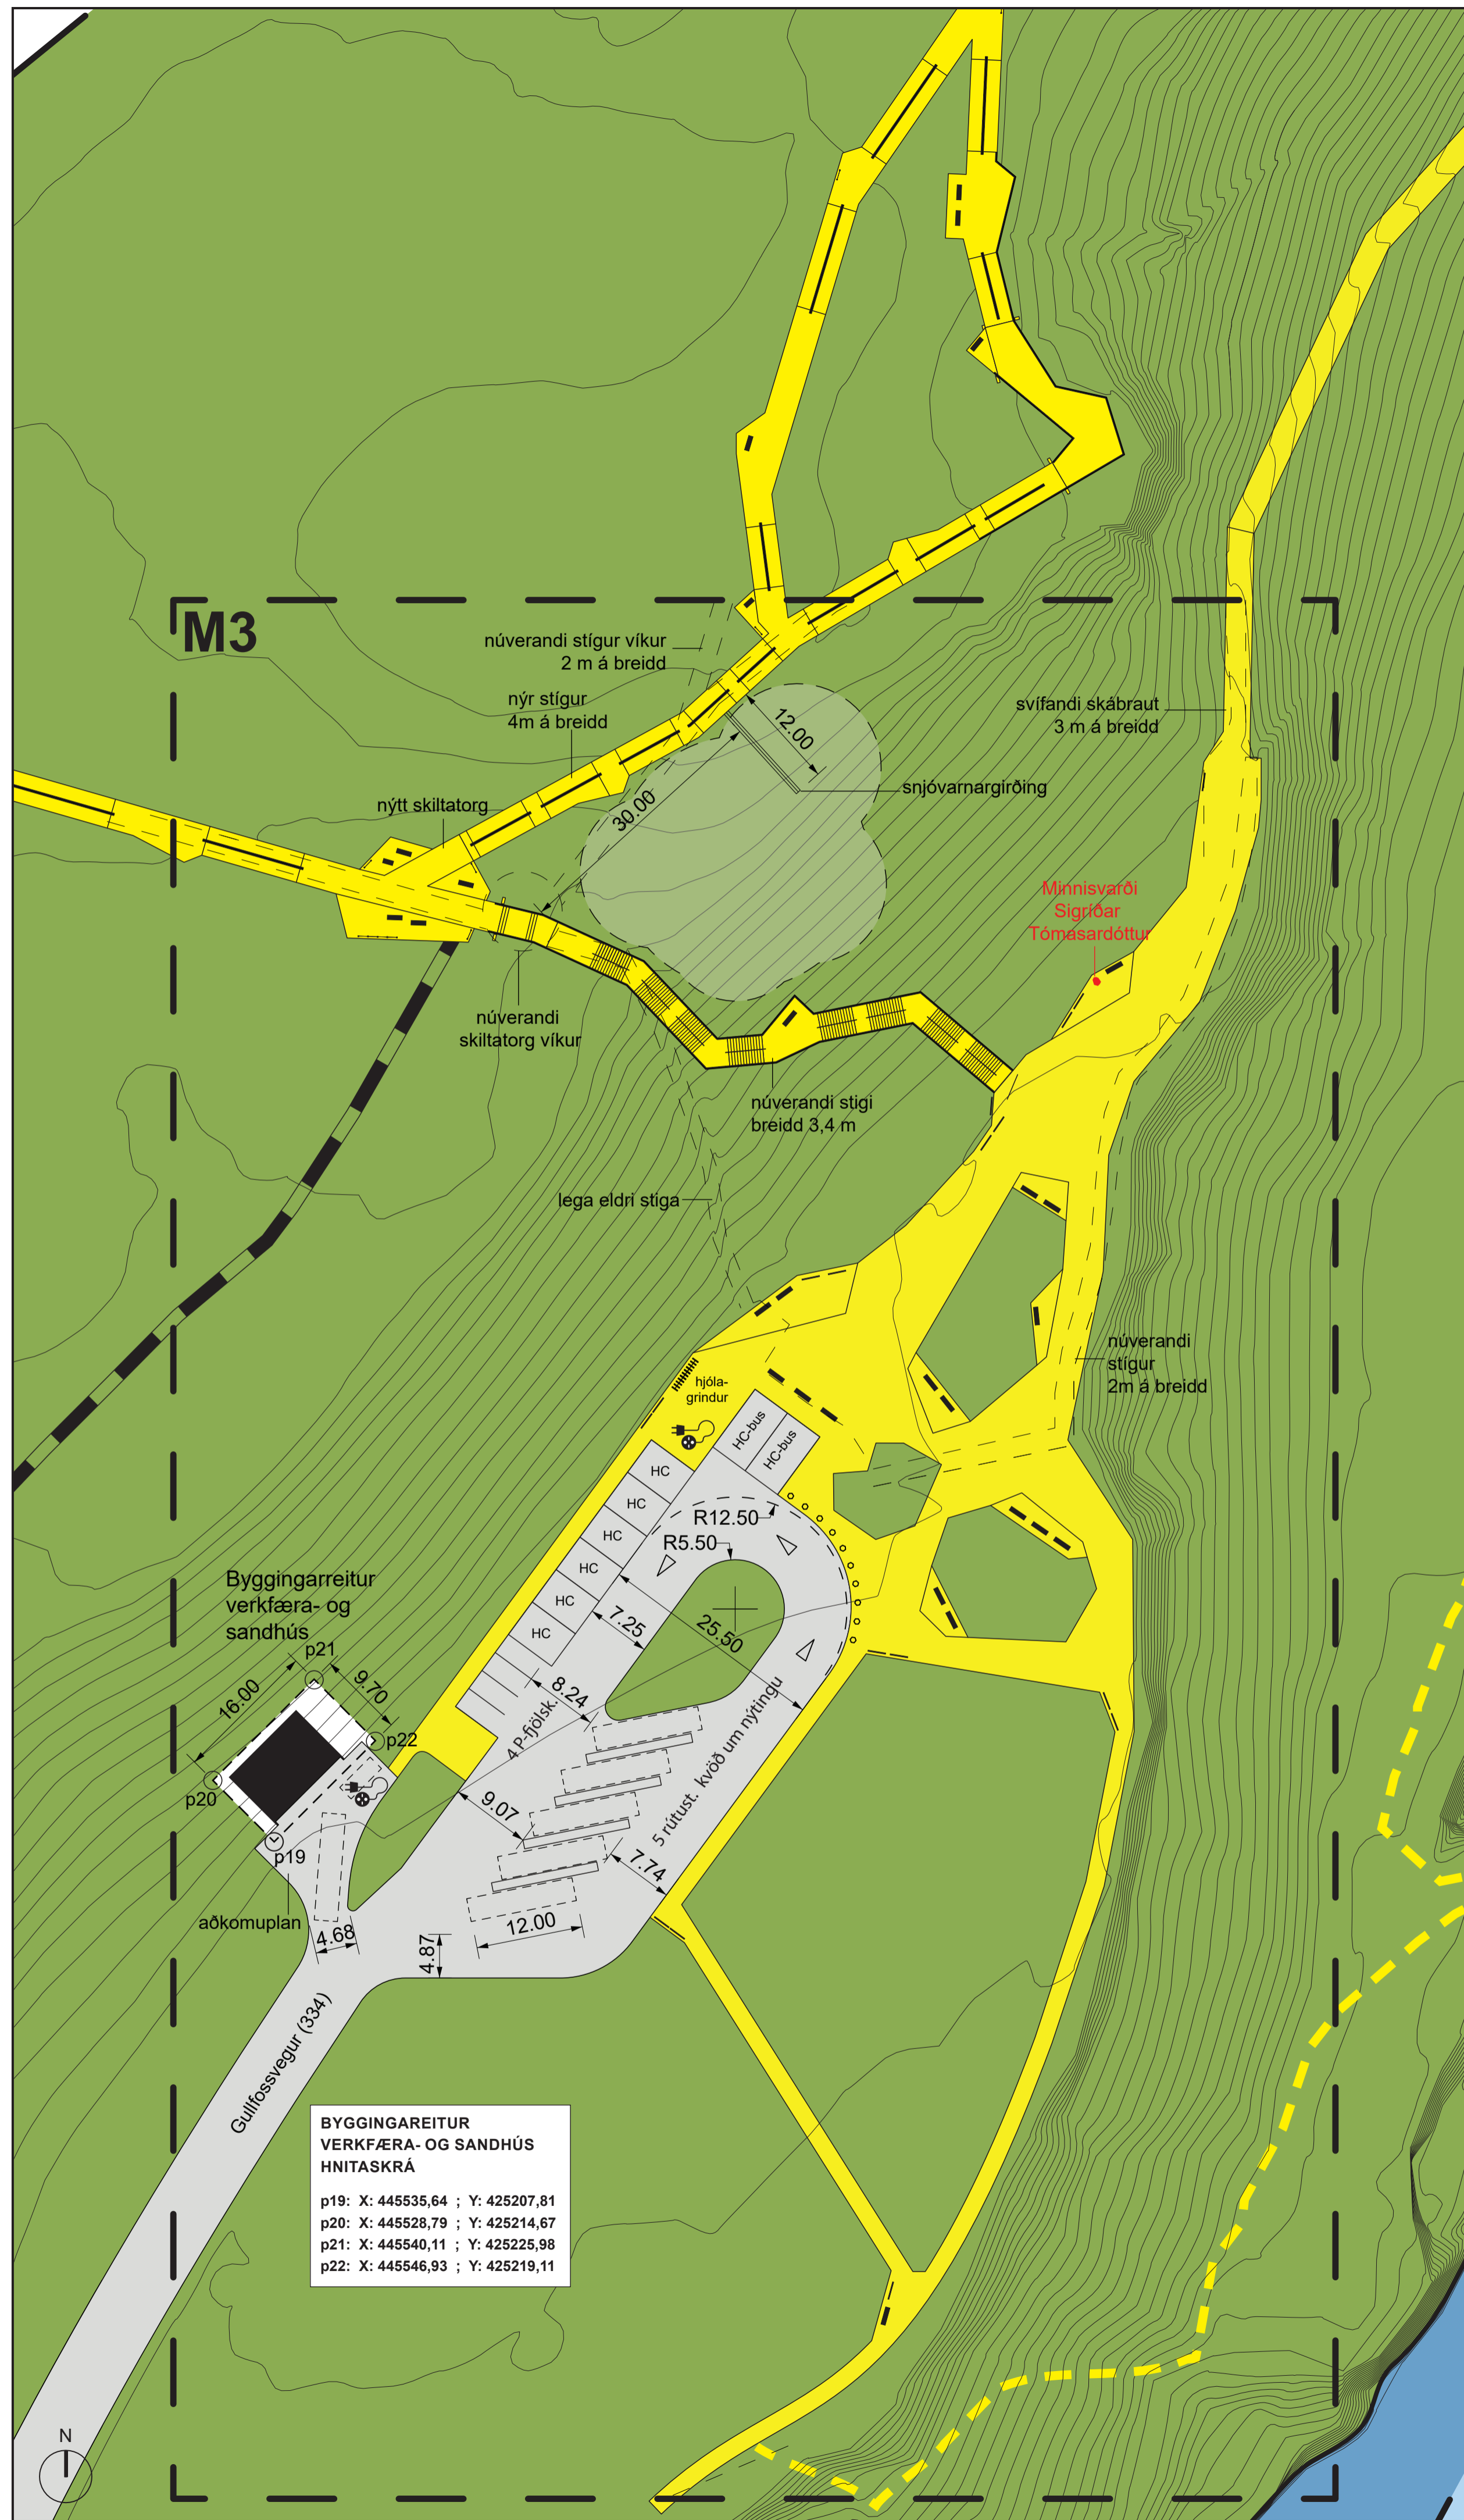 M3
núverandi stígur víkur
2 m á breidd
nýr stígur
4m á breidd
12.00
svífandi skábraut
3 m á breidd
snjóvarnargirðing
nýtt skiltatorg
30.00
Minnisvarði
Sigríðar
Tómasardóttur
núverandi
skiltatorg víkur
núverandi stigi
breidd 3,4 m
lega eldri stiga
núverandi
stígur
2m á breidd
hjóla-
grindur
HC-bus
HC-bus
HC
HC
HC
HC
HC
HC
R12.50
R5.50
7.25
25.50
8.24
4 P-fjölsk.
Byggingarreitur
verkfæra- og
sandhús
p21
16.00
9.70
p22
p20
p19
9.07
5 rútust. kvöð um nýtingu
7.74
aðkomuplan
4.68
4.87
12.00
Gullfossvegur (334)
BYGGINGAREITUR
VERKFÆRA- OG SANDHÚS
HNITASKRÁ
p19: X: 445535,64 ; Y: 425207,81
p20: X: 445528,79 ; Y: 425214,67
p21: X: 445540,11 ; Y: 425225,98
p22: X: 445546,93 ; Y: 425219,11
N